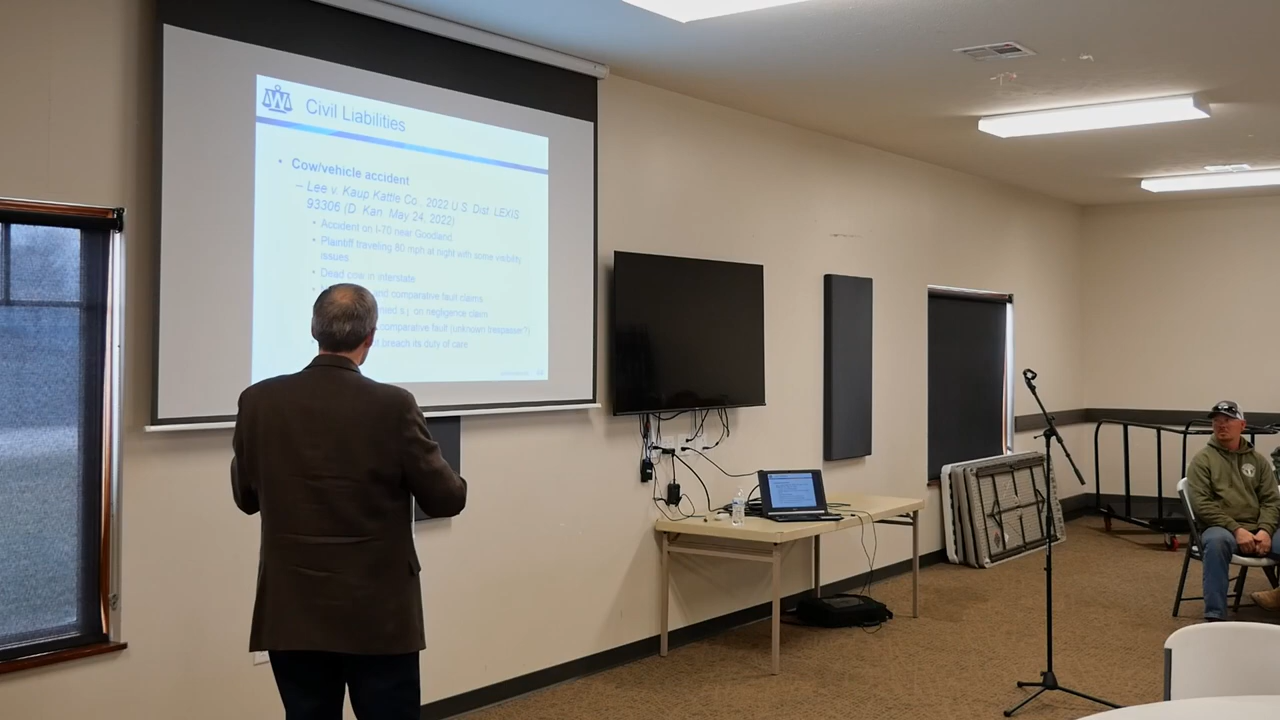 W
Civil Liabilities
• Cow/vehicle accident
– Lee v. Kaup Kattle Co., 2022 U.S. Dist. LEXIS
93306 (D. Kan. May 24, 2022)
• Accident on I-70 near Goodland.
• Plaintiff traveling 80 mph at night with some visibility
issues.
• Dead cow in interstate
and comparative fault claims
on negligence claim
comparative fault (unknown trespasser?)
breach its duty of care.